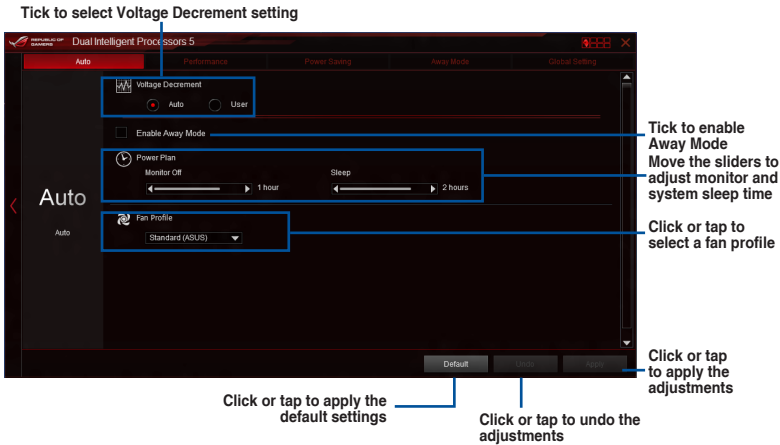 Tick to select Voltage Decrement setting
REPUBLIC OF
GAMERS
Dual Intelligent Processors 5
Auto
Performance
Power Saving
Away Mode
Global Setting
Voltage Decrement
Auto
User
Enable Away Mode
Tick to enable
Away Mode
Power Plan
Monitor Off
Sleep
1 hour
2 hours
Move the sliders to
adjust monitor and
system sleep time
Auto
Auto
Fan Profile
Standard (ASUS)
Click or tap to
select a fan profile
Default
Undo
Apply
Click or tap
to apply the
adjustments
Click or tap to apply the
default settings
Click or tap to undo the
adjustments